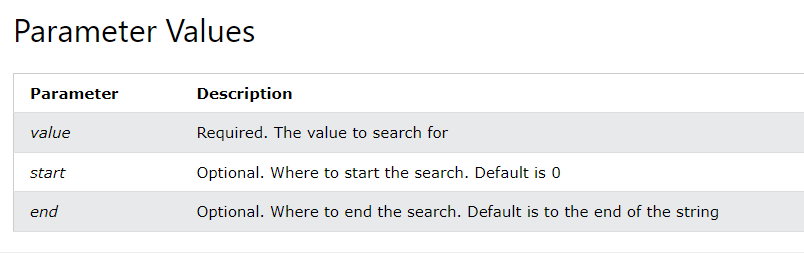 Parameter Values
Parameter Description
value Required. The value to search for
start Optional. Where to start the search. Default is 0
end Optional. Where to end the search. Default is to the end of the string